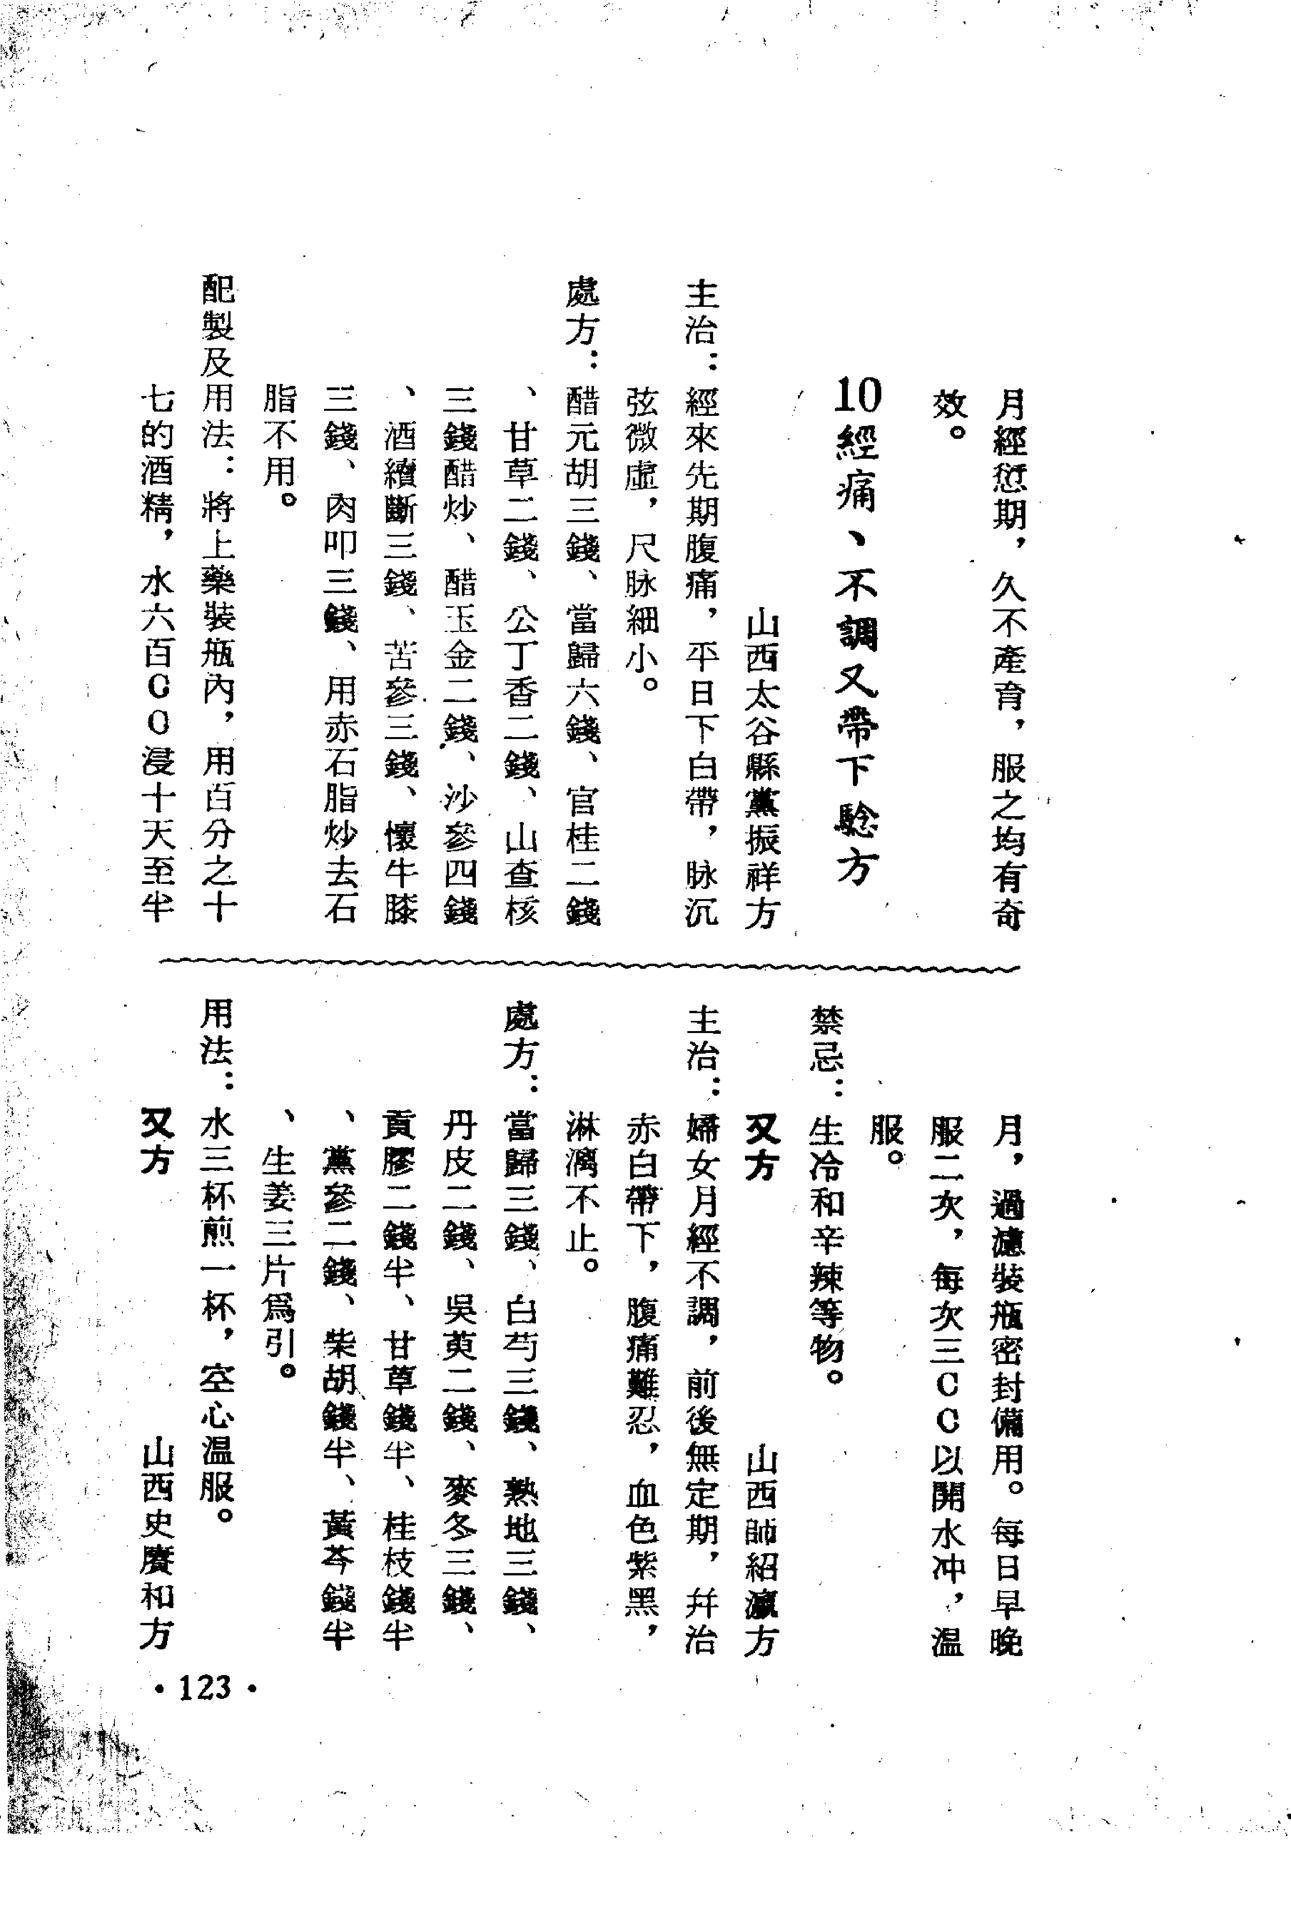 月經愆期，久不產育，服之均有奇
效。
10經痛、不調又帶下驗方
山西太谷縣黨振祥方
主治：經來先期腹痛，平日下白帶，脉沉
弦微虛，尺脉細小。
處方：醋元胡三錢、當歸六錢、官桂二錢
、甘草二錢、公丁香二錢、山查核
三錢醋炒、醋玉金二錢、沙參四錢
、酒續斷三錢、苦參三錢、懷牛膝
三錢、肉叩三錢、用赤石脂炒去石
脂不用。
配製及用法：將上藥裝瓶內，用百分之十
七的酒精，水六百CC浸十天至半
月，過濾裝瓶密封備用。每日早晚
服二次，每次三CC以開水冲，温
服。
禁忌：生冷和辛辣等物。
又方 山西師紹瀛方
主治：婦女月經不調，前後無定期，幷治
赤白帶下，腹痛難忍，血色紫黑，
淋漓不止。
處方：當歸三錢、白芍三錢、熟地三錢、
丹皮二錢、吳萸二錢、麥冬三錢、
貢膠二錢半、甘草錢半、桂枝錢半
、黨參二錢、柴胡錢半、黃芩錢半
、生姜三片爲引。
用法：水三杯煎一杯，空心温服。
又方 山西史賡和方
·123·